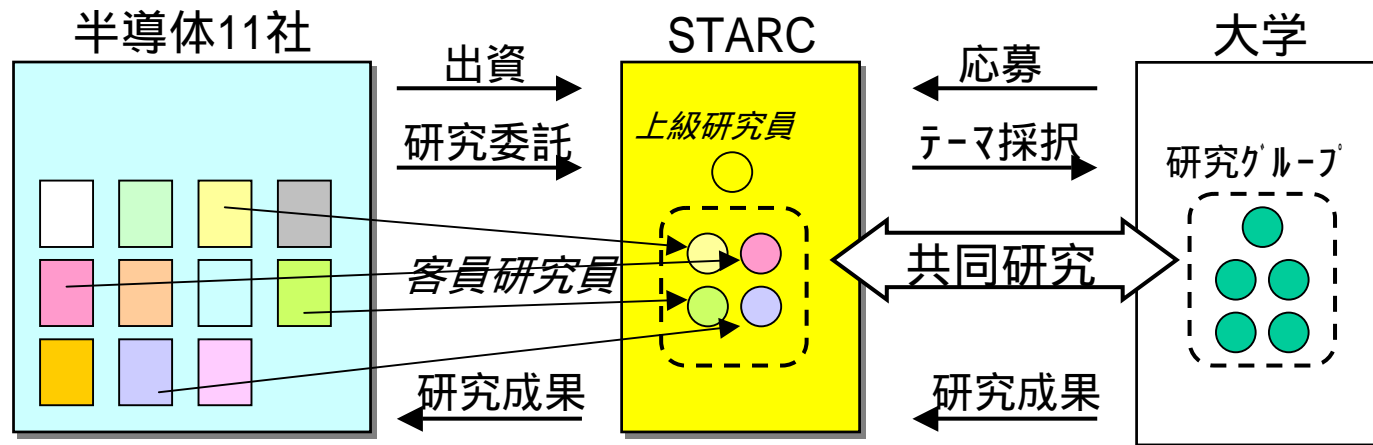 半導体11社
STARC
大学
出資
応募
上級研究員
研究委託
テーマ採択
研究グループ
客員研究員
共同研究
研究成果
研究成果